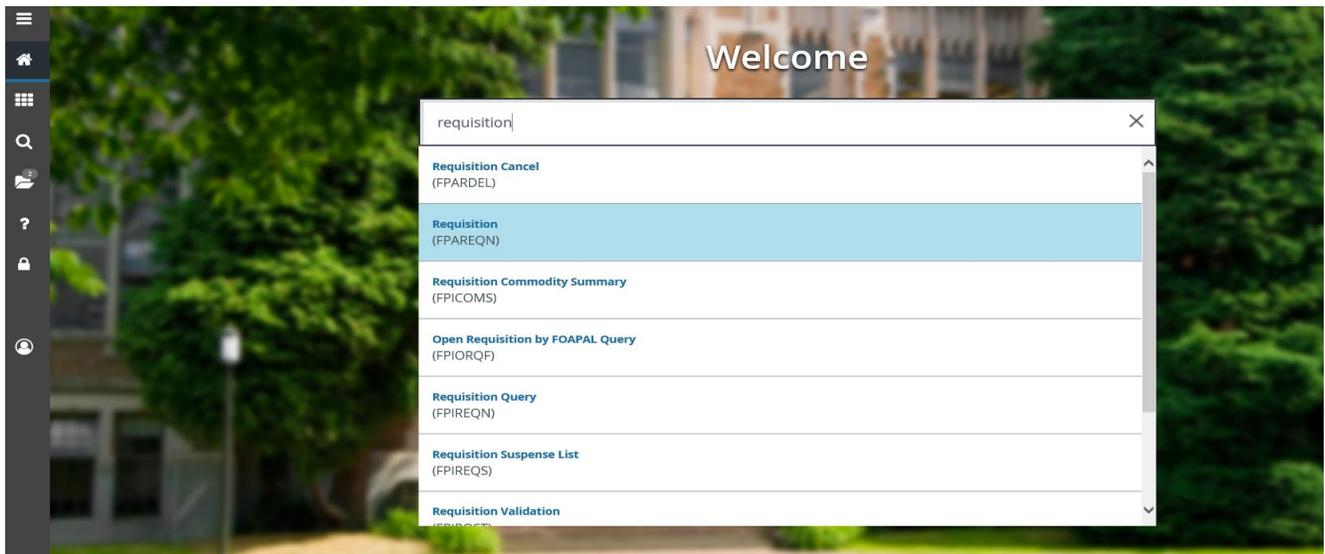 Welcome
requisition
Requisition Cancel
(FPARDEL)
Requisition
(FPAREQN)
Requisition Commodity Summary
(FPICOMS)
2
Open Requisition by FOAPAL Query
(FPIORQF)
Requisition Query
(FPIREQN)
Requisition Suspense List
(FPIREQS)
Requisition Validation